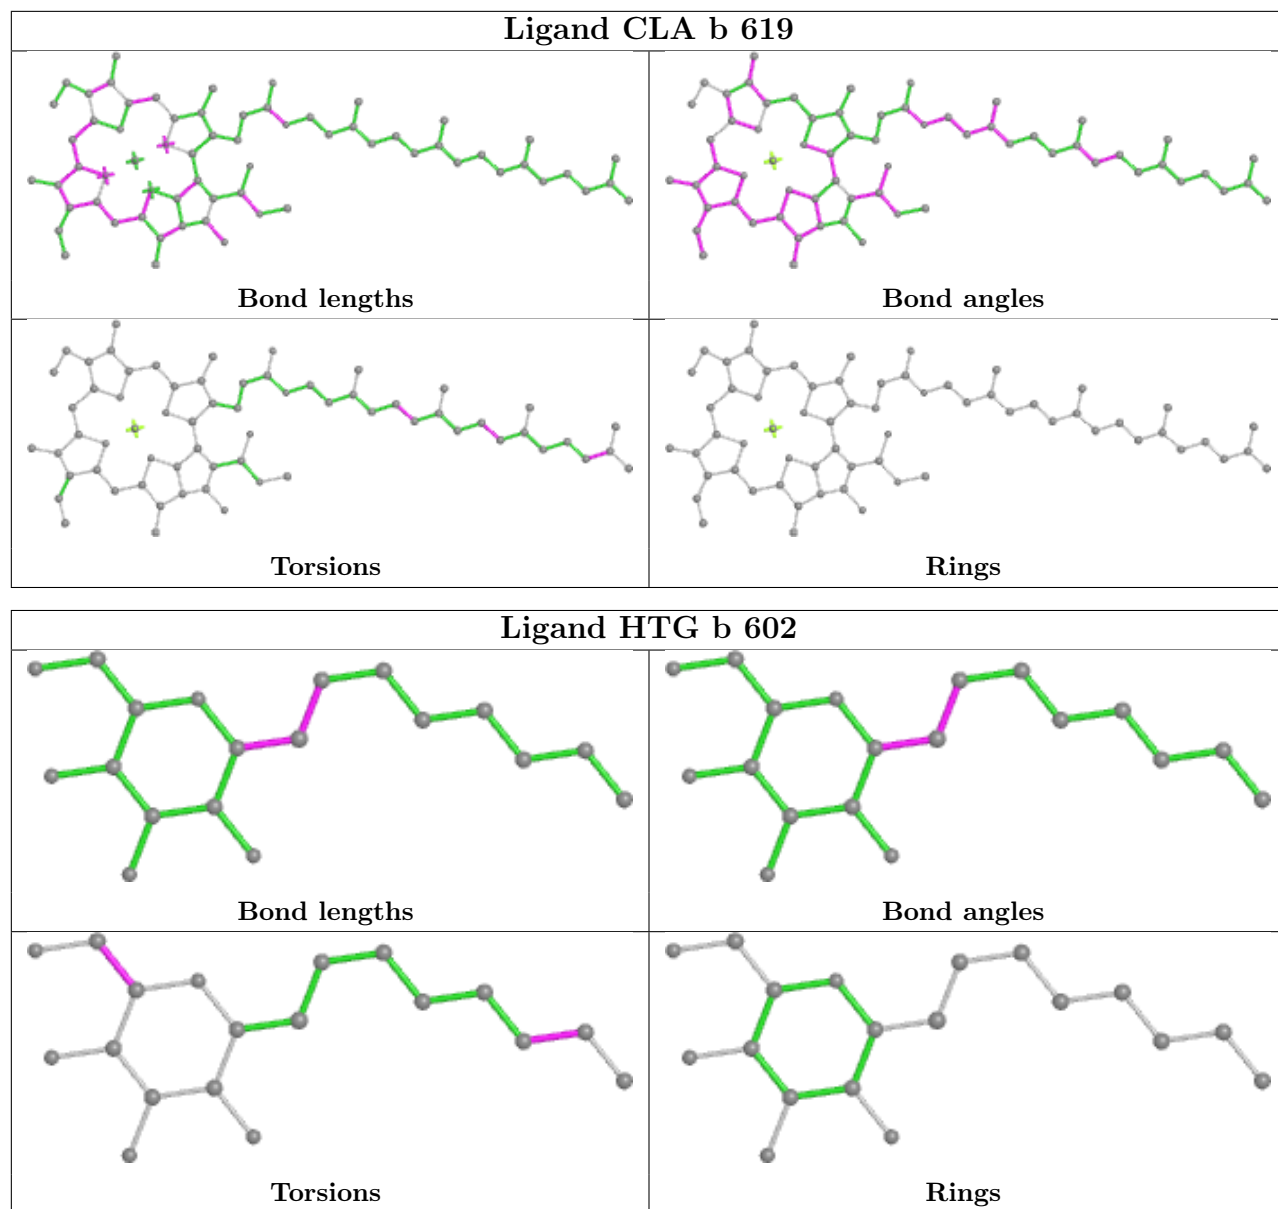 Ligand CLA b 619
Bond lengths
Bond angles
Torsions
Rings
Ligand HTG b 602
Bond lengths
Bond angles
Torsions
Rings